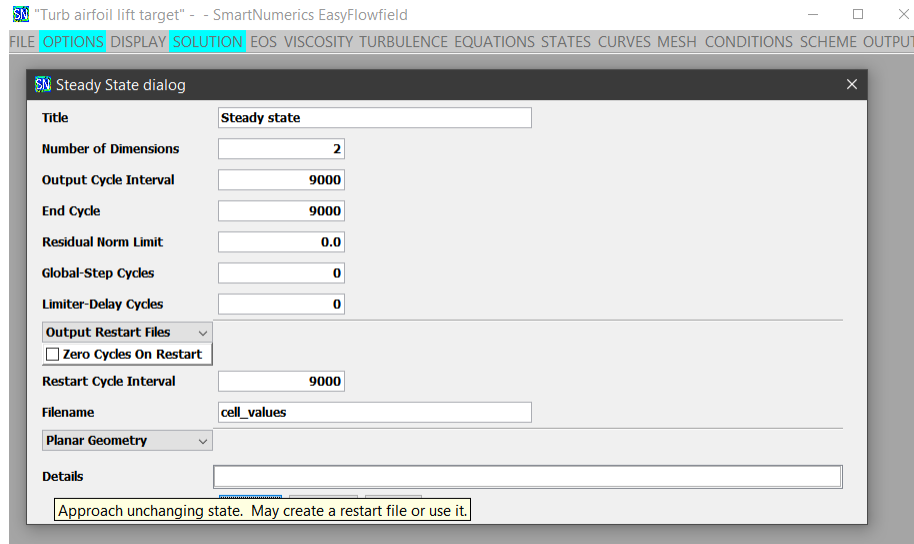 SN "Turb airfoil lift target" - - SmartNumerics EasyFlowfield
FILE OPTIONS DISPLAY SOLUTION EOS VISCOSITY TURBULENCE EQUATIONS STATES CURVES MESH CONDITIONS SCHEME OUTPUT
SN Steady State dialog
Title Steady state
Number of Dimensions 2
Output Cycle Interval 9000
End Cycle 9000
Residual Norm Limit 0.0
Global-Step Cycles 0
Limiter-Delay Cycles 0
Output Restart Files
Zero Cycles On Restart
Restart Cycle Interval 9000
Filename cell_values
Planar Geometry
Details
Approach unchanging state. May create a restart file or use it.